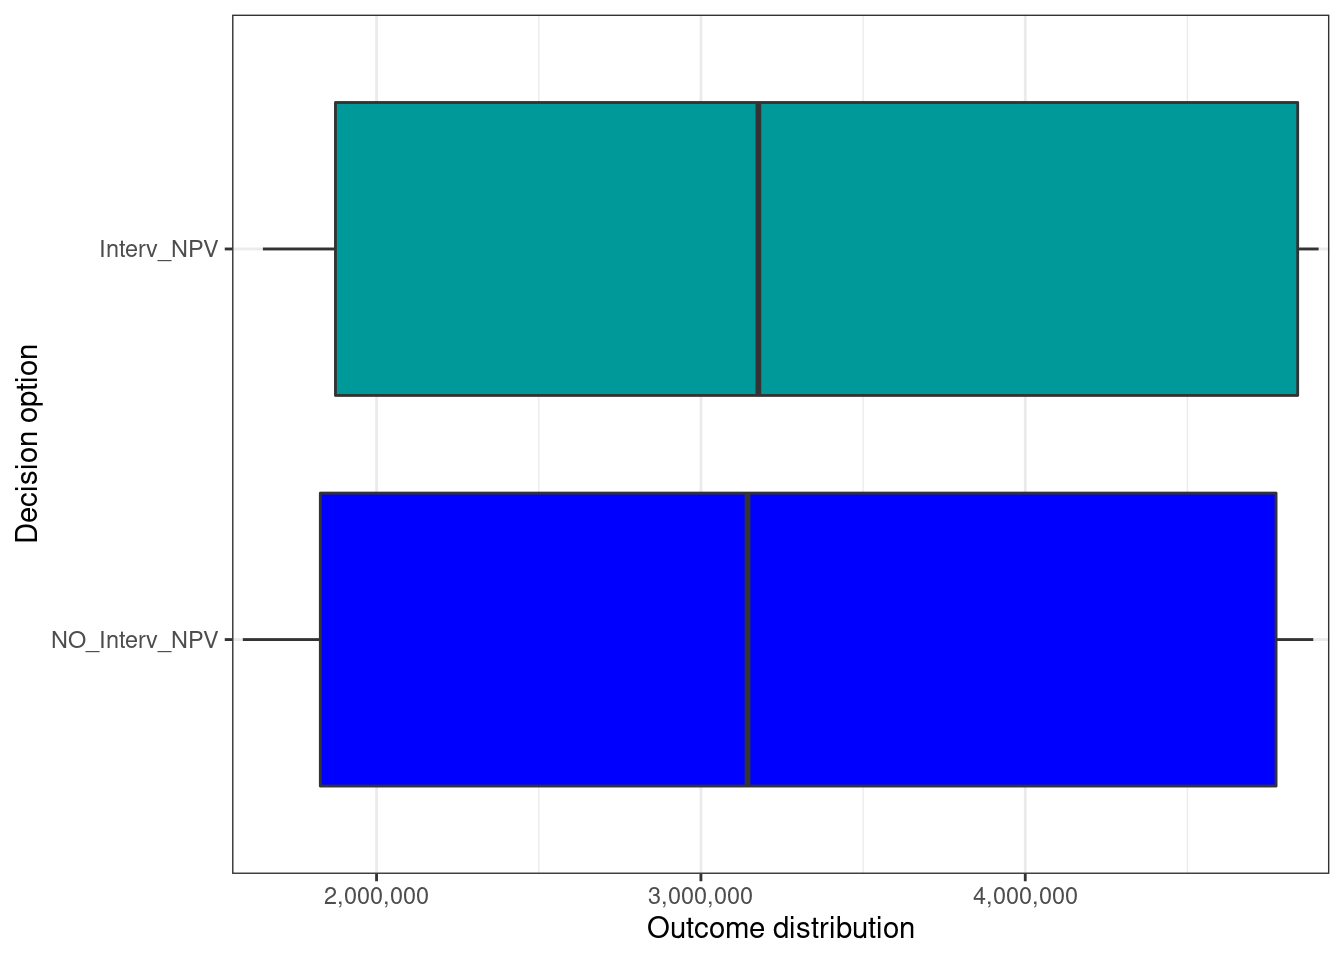 Decision option
Interv_NPV
NO_Interv_NPV
2,000,000
3,000,000
4,000,000
Outcome distribution